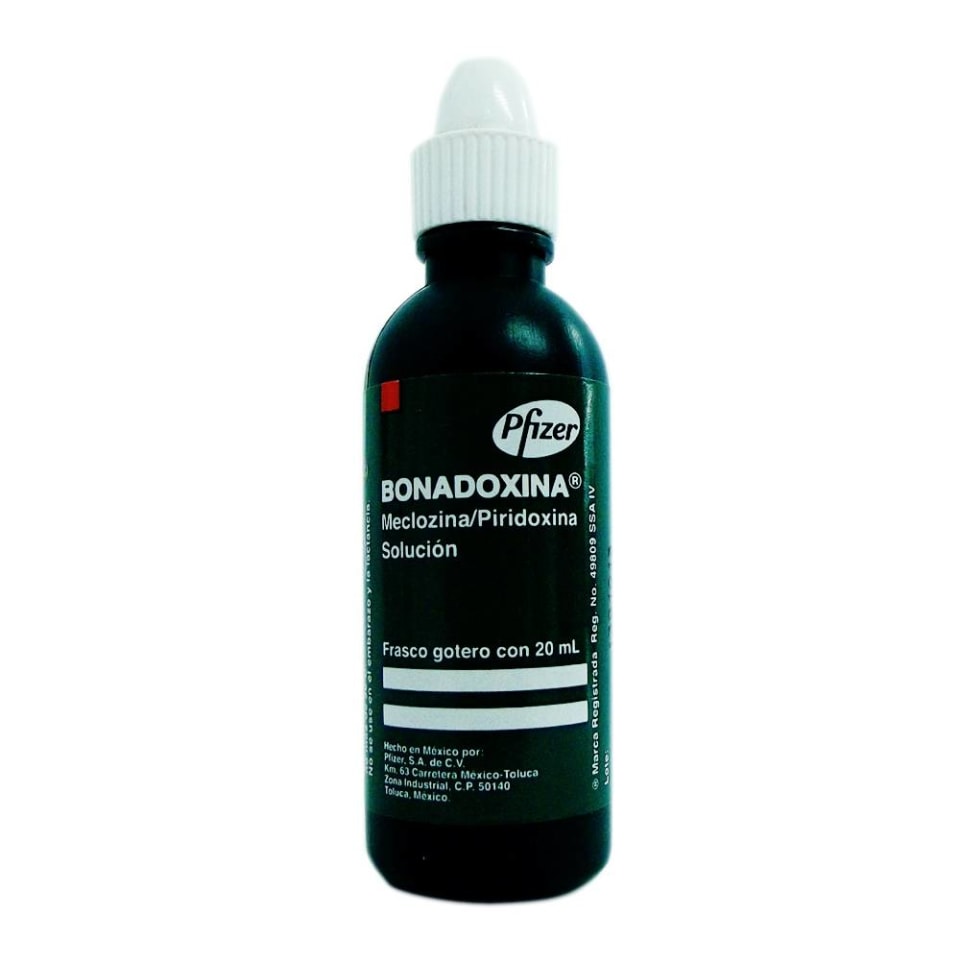 Pfizer
BONADOXINA®
Meclozina/Piridoxina
Solución
Frasco gotero con 20 mL
Hecho en México por:
Pfizer, S.A. de C.V.
Km. 63 Carretera México-Toluca
Zona Industrial, C.P. 50140
Toluca, México.
No se use en el embarazo y la lactancia.
® Marca Registrada Reg. No. 49809 SSA IV
Lote: